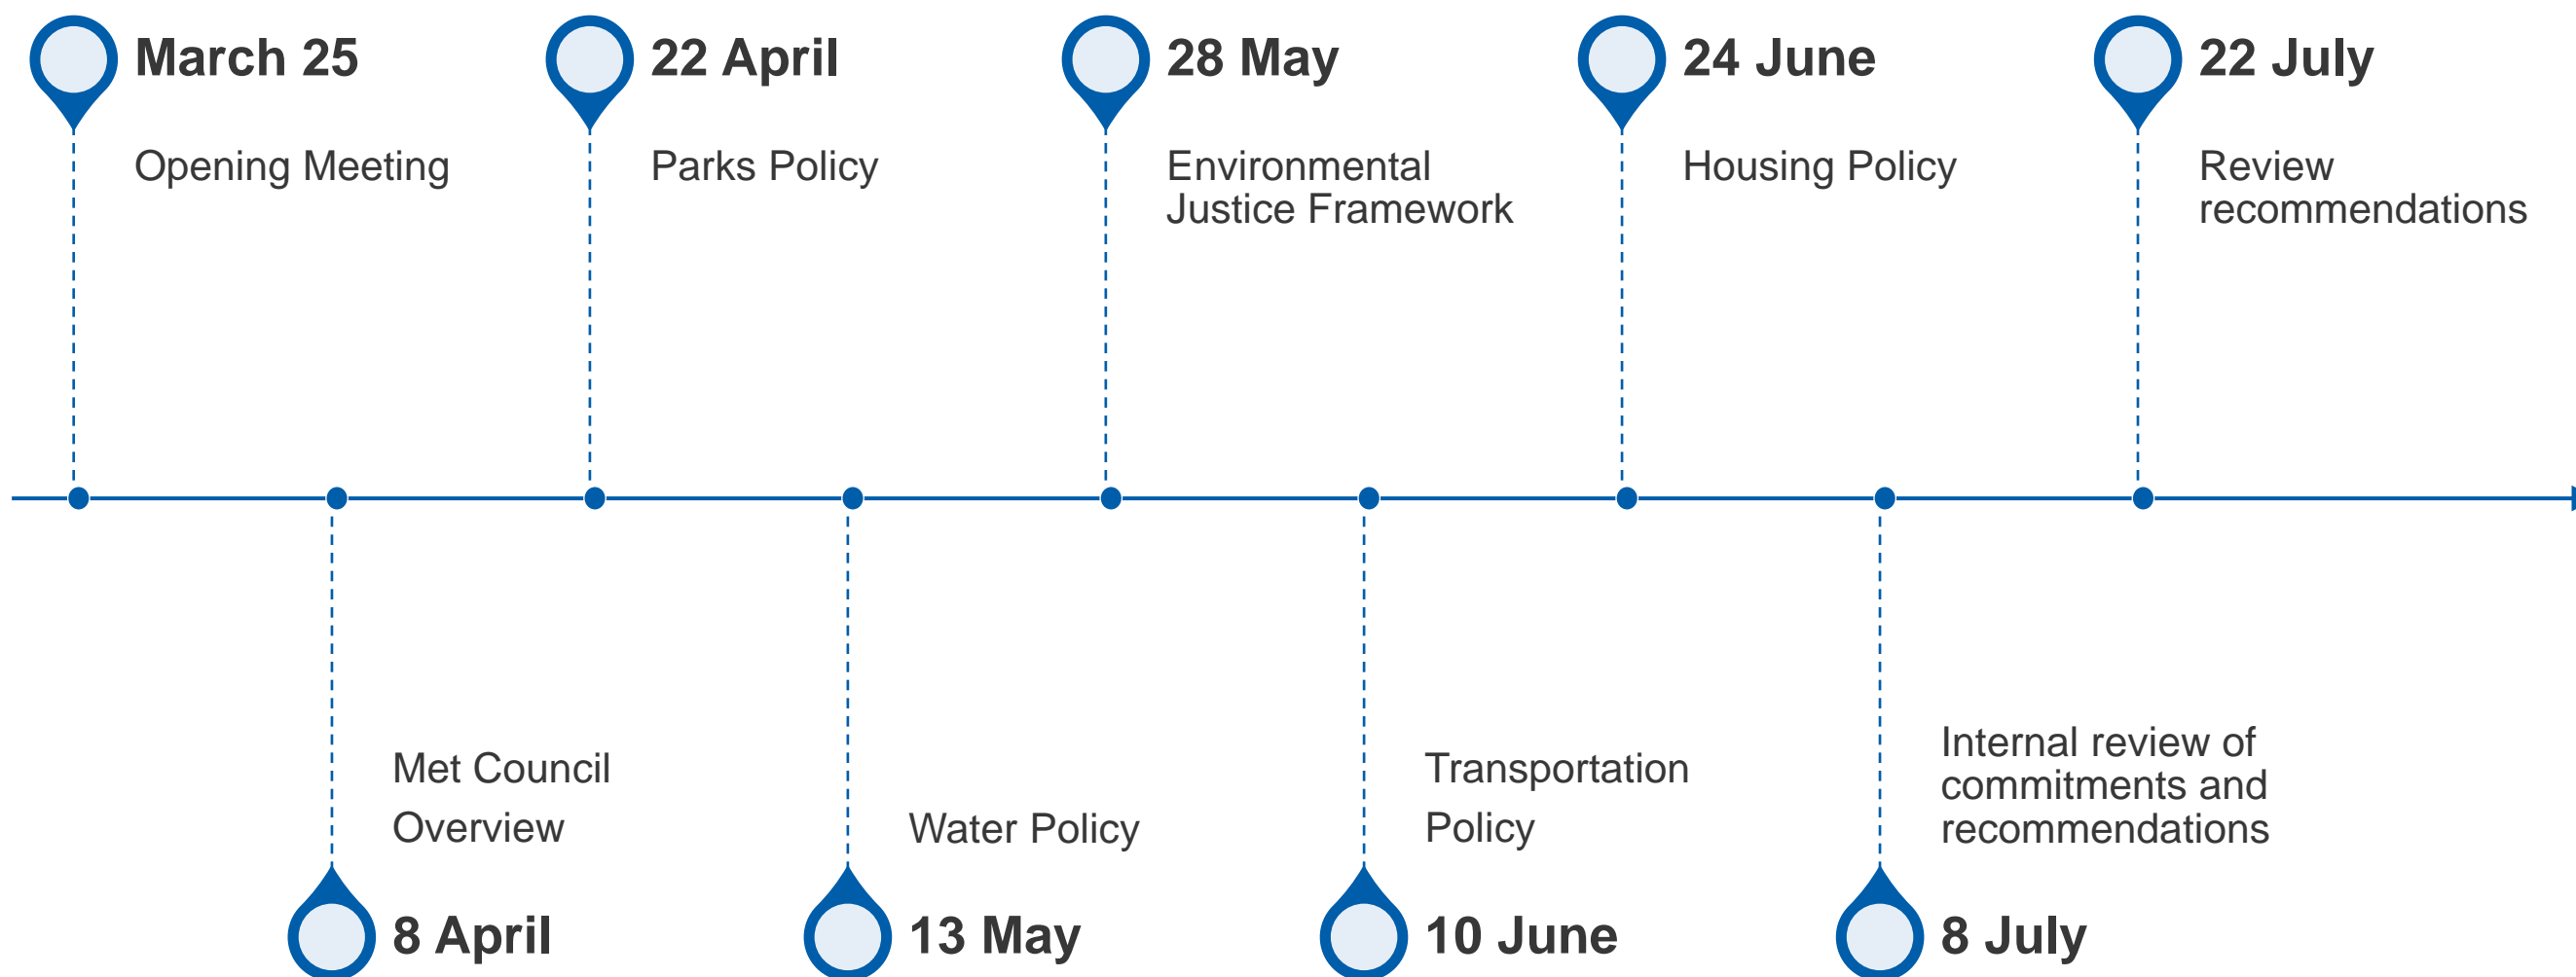 March 25
Opening Meeting
22 April
Parks Policy
28 May
Environmental
Justice Framework
24 June
Housing Policy
22 July
Review
recommendations
Met Council
Overview
8 April
Water Policy
13 May
Transportation
Policy
10 June
Internal review of
commitments and
recommendations
8 July